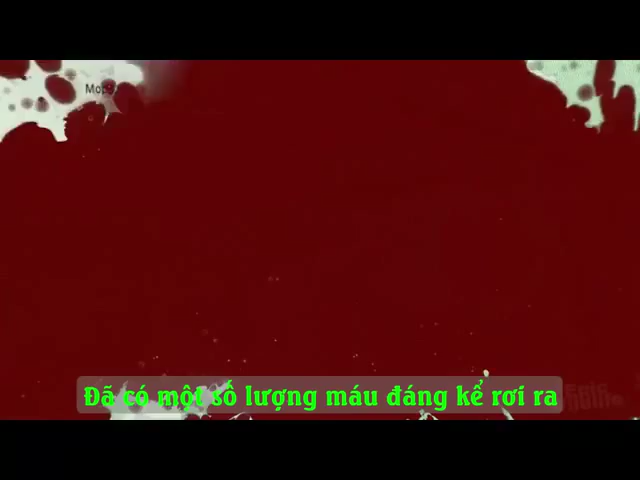 Đã có một số lượng máu đáng kể rơi ra